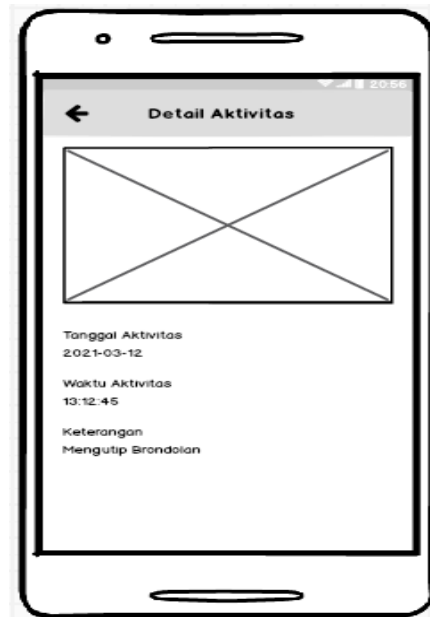 20:56
Detail Aktivitas
Tanggal Aktivitas
2021-03-12
Waktu Aktivitas
13:12:45
Keterangan
Mengutip Brondolan